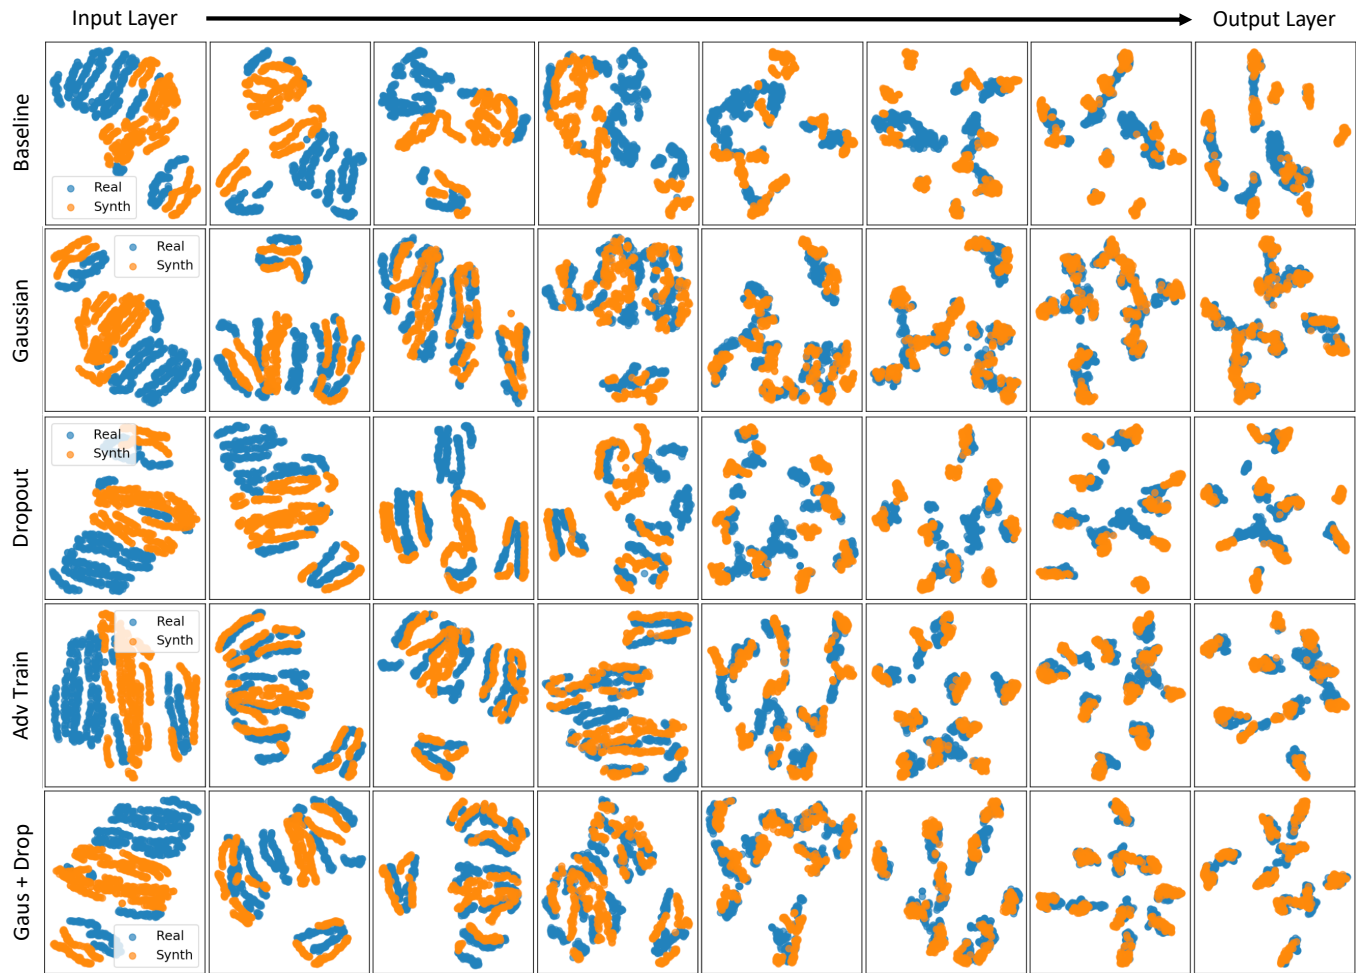 Input Layer
Output Layer
Baseline
Real
Synth
Gaussian
Real
Synth
Dropout
Real
Synth
Adv Train
Real
Synth
Gaus + Drop
Real
Synth